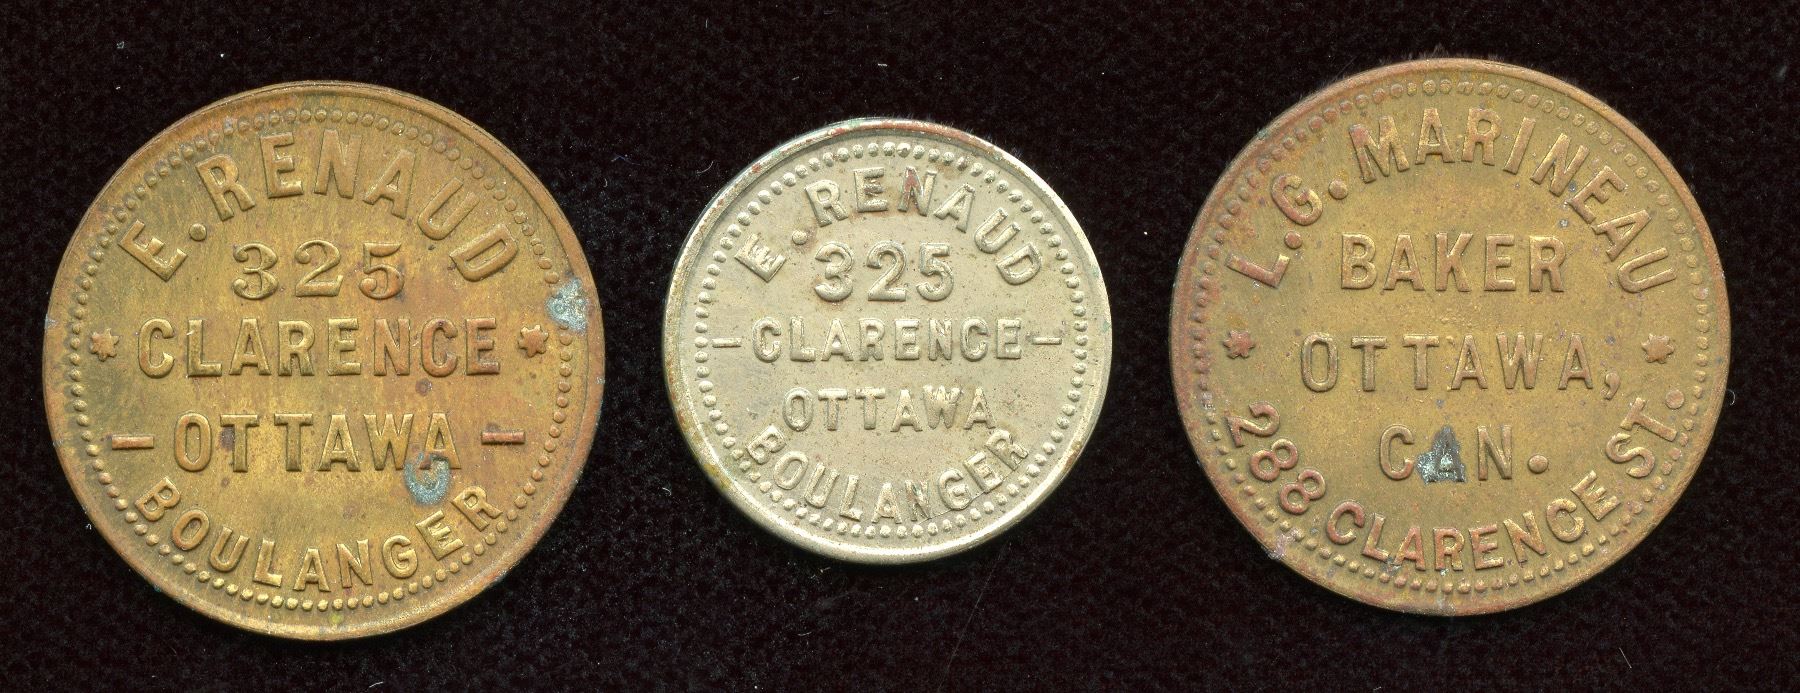 E. RENAUD
325
CLARENCE
– OTTAWA –
BOULANGER
E. RENAUD
325
– CLARENCE –
OTTAWA
BOULANGER
L.G. MARINEAU
BAKER
OTTAWA,
CAN.
288 CLARENCE ST.